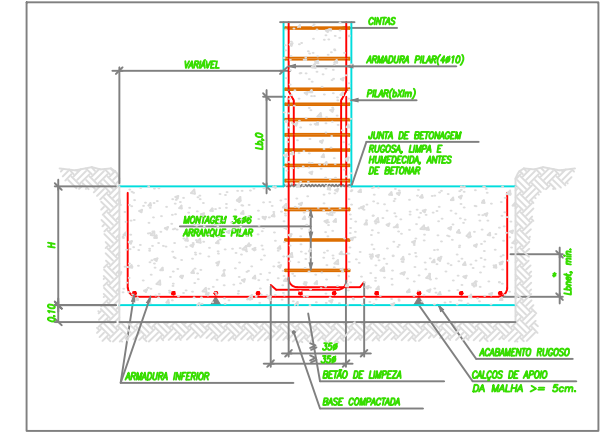 CINTAS
VARIÁVEL
ARMADURA PILAR(4#10)
PILAR(bXlm)
Lb,0
JUNTA DE BETONAGEM
RUGOSA, LIMPA E
HUMEDECIDA, ANTES
DE BETONAR
MONTAGEM 3cs#6
ARRANQUE PILAR
H
Lbnet, min.
0.10
35ø
35ø
ACABAMENTO RUGOSO
ARMADURA INFERIOR
BETÃO DE LIMPEZA
CALÇOS DE APOIO
DA MALHA >= 5cm.
BASE COMPACTADA